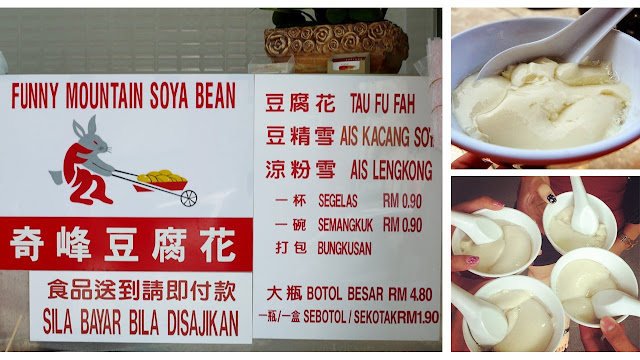 FUNNY MOUNTAIN SOYA BEAN
奇峰豆腐花
食品送到請即付款
SILA BAYAR BILA DISAJIKAN
豆腐花 TAU FU FAH
豆精雪 AIS KACANG SO'
涼粉雪 AIS LENGKONG
一杯 SEGELAS RM 0.90
一碗 SEMANGKUK RM 0.90
打包 BUNGKUSAN
大瓶 BOTOL BESAR RM 4.80
一瓶/一盒 SEBOTOL / SEKOTAK RM1.90